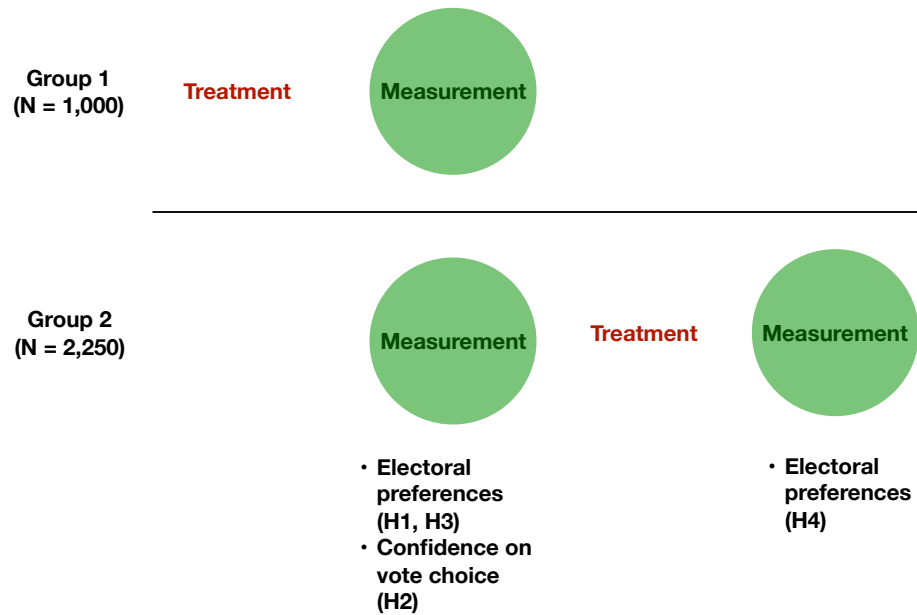 Group 1
(N = 1,000)
Treatment
Measurement
Group 2
(N = 2,250)
Measurement
Treatment
Measurement
• Electoral
preferences
(H1, H3)
• Confidence on
vote choice
(H2)
• Electoral
preferences
(H4)